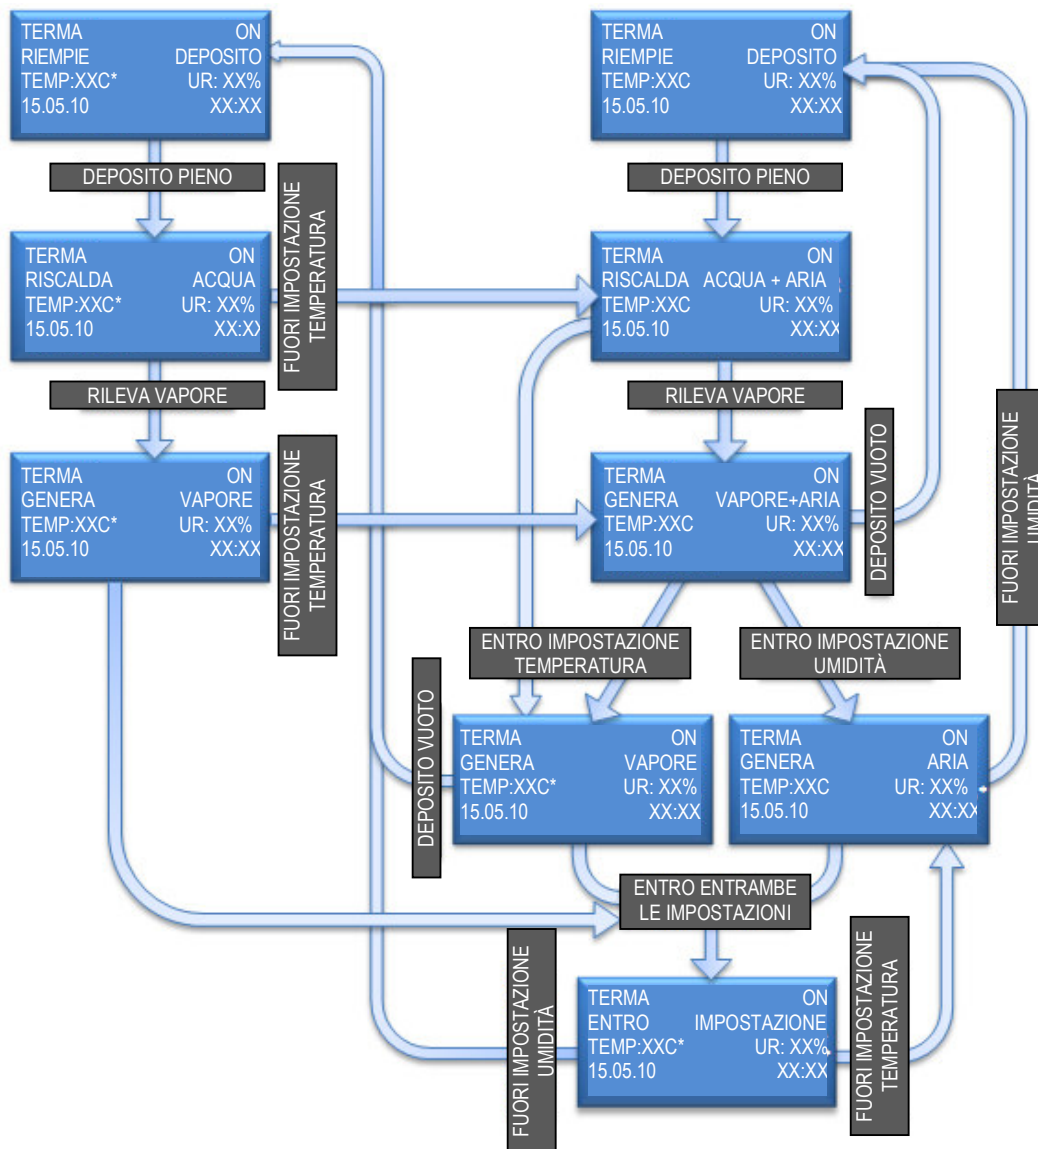 TERMA ON
RIEMPIE DEPOSITO
TEMP:XXC* UR: XX%
15.05.10 XX:XX
TERMA ON
RIEMPIE DEPOSITO
TEMP:XXC UR: XX%
15.05.10 XX:XX
DEPOSITO PIENO
FUORI IMPOSTAZIONE
TEMPERATURA
DEPOSITO PIENO
TERMA ON
RISCALDA ACQUA
TEMP:XXC* UR: XX%
15.05.10 XX:XX
TERMA ON
RISCALDA ACQUA + ARIA
TEMP:XXC UR: XX%
15.05.10 XX:XX
RILEVA VAPORE
RILEVA VAPORE
TERMA ON
GENERA VAPORE
TEMP:XXC* UR: XX%
15.05.10 XX:XX
FUORI IMPOSTAZIONE
TEMPERATURA
TERMA ON
GENERA VAPORE+ARIA
TEMP:XXC UR: XX%
15.05.10 XX:XX
DEPOSITO VUOTO
FUORI IMPOSTAZIONE
UMIDITÀ
ENTRO IMPOSTAZIONE
TEMPERATURA
ENTRO IMPOSTAZIONE
UMIDITÀ
DEPOSITO VUOTO
TERMA ON
GENERA VAPORE
TEMP:XXC* UR: XX%
15.05.10 XX:XX
TERMA ON
GENERA ARIA
TEMP:XXC UR: XX%
15.05.10 XX:XX
ENTRO ENTRAMBE
LE IMPOSTAZIONI
FUORI IMPOSTAZIONE
UMIDITÀ
TERMA ON
ENTRO IMPOSTAZIONE
TEMP:XXC* UR: XX%
15.05.10 XX:XX
FUORI IMPOSTAZIONE
TEMPERATURA